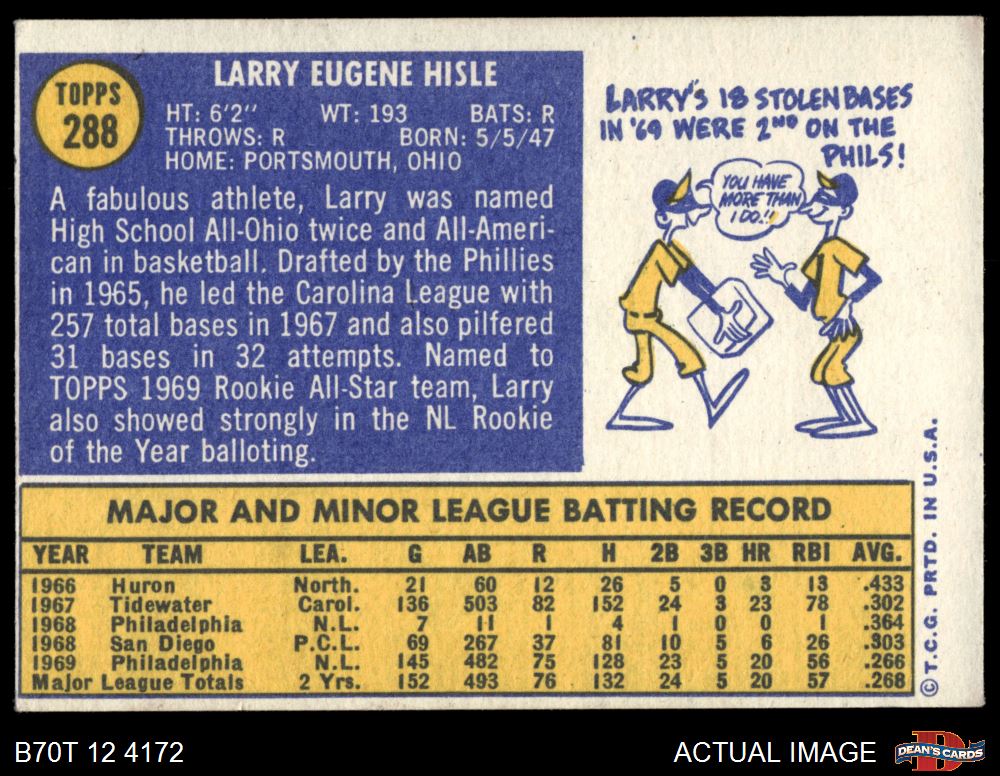 TOPPS
288
LARRY EUGENE HISLE
HT: 6'2" WT: 193 BATS: R
THROWS: R BORN: 5/5/47
HOME: PORTSMOUTH, OHIO
A fabulous athlete, Larry was named
High School All-Ohio twice and All-Ameri-
can in basketball. Drafted by the Phillies
in 1965, he led the Carolina League with
257 total bases in 1967 and also pilfered
31 bases in 32 attempts. Named to
TOPPS 1969 Rookie All-Star team, Larry
also showed strongly in the NL Rookie
of the Year balloting.
LARRY'S 18 STOLEN BASES
IN '69 WERE 2ND ON THE
PHILS!
YOU HAVE
MORE THAN
I DO!!
MAJOR AND MINOR LEAGUE BATTING RECORD
YEAR TEAM LEA. G AB R H 2B 3B HR RBI AVG.
1966 Huron North. 21 60 12 26 5 0 3 13 .433
1967 Tidewater Carol. 136 503 82 152 24 3 23 78 .302
1968 Philadelphia N.L. 7 11 1 4 1 0 0 1 .364
1968 San Diego P.C.L. 69 267 37 81 10 5 6 26 .303
1969 Philadelphia N.L. 145 482 75 128 23 5 20 56 .266
Major League Totals 2 Yrs. 152 493 76 132 24 5 20 57 .268
© T.C.G. PRTD. IN U.S.A.
B70T 12 4172
ACTUAL IMAGE
DEAN'S CARDS